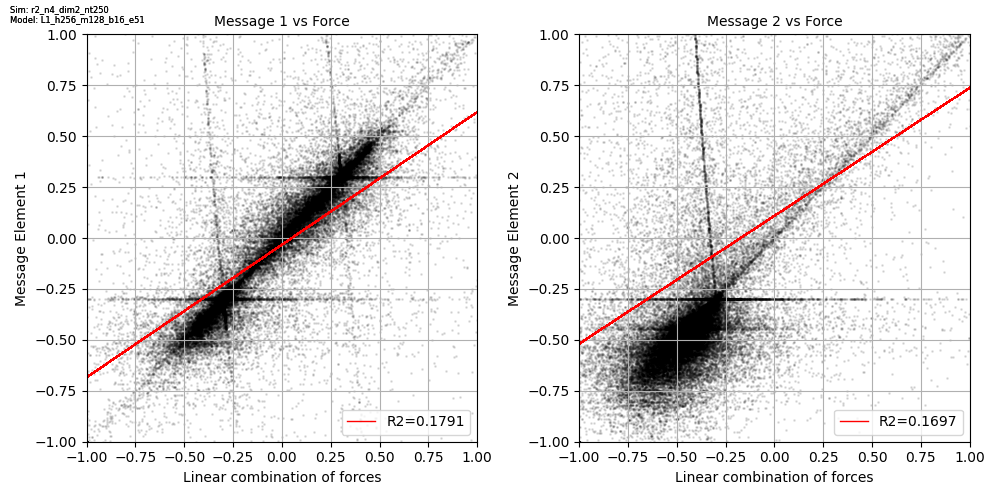 Sim: r2_n4_dim2_nt250
Model: L1_h256_m128_b16_e51
Message 1 vs Force
Message Element 1
1.00
0.75
0.50
0.25
0.00
−0.25
−0.50
−0.75
−1.00
R2=0.1791
−1.00 −0.75 −0.50 −0.25 0.00 0.25 0.50 0.75 1.00
Linear combination of forces
Message 2 vs Force
Message Element 2
1.00
0.75
0.50
0.25
0.00
−0.25
−0.50
−0.75
−1.00
R2=0.1697
−1.00 −0.75 −0.50 −0.25 0.00 0.25 0.50 0.75 1.00
Linear combination of forces